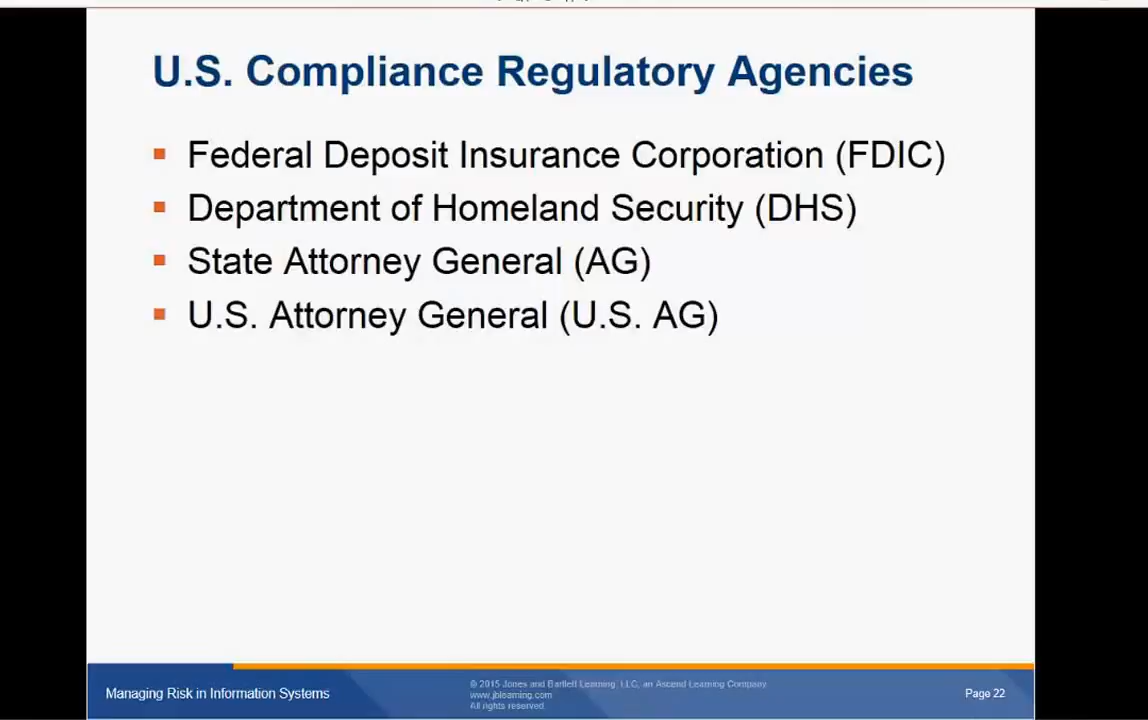 U.S. Compliance Regulatory Agencies
Federal Deposit Insurance Corporation (FDIC)
Department of Homeland Security (DHS)
State Attorney General (AG)
U.S. Attorney General (U.S. AG)
Managing Risk in Information Systems
© 2015 Jones and Bartlett Learning, LLC, an Ascend Learning Company
www.jblearning.com
All rights reserved.
Page 22